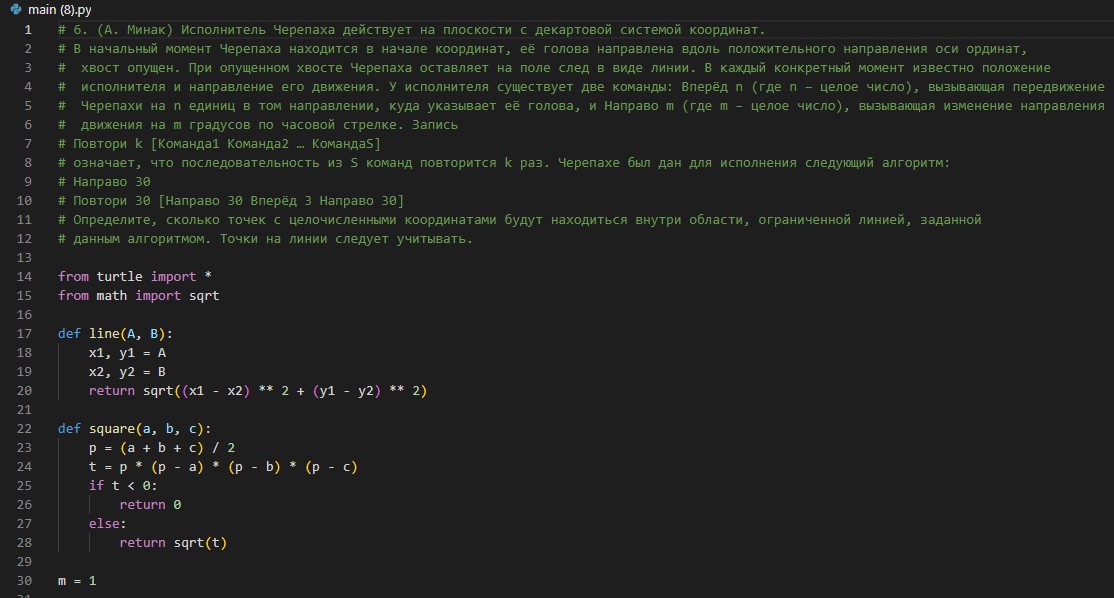 main (8).py
1 # 6. (А. Минак) Исполнитель Черепаха действует на плоскости с декартовой системой координат.
2 # В начальный момент Черепаха находится в начале координат, её голова направлена вдоль положительного направления оси ординат,
3 #  хвост опущен. При опущенном хвосте Черепаха оставляет на поле след в виде линии. В каждый конкретный момент известно положение
4 #  исполнителя и направление его движения. У исполнителя существует две команды: Вперёд n (где n – целое число), вызывающая передвижение
5 #  Черепахи на n единиц в том направлении, куда указывает её голова, и Направо m (где m – целое число), вызывающая изменение направления
6 #  движения на m градусов по часовой стрелке. Запись
7 # Повтори k [Команда1 Команда2 … КомандаS]
8 # означает, что последовательность из S команд повторится k раз. Черепахе был дан для исполнения следующий алгоритм:
9 # Направо 30
10 # Повтори 30 [Направо 30 Вперёд 3 Направо 30]
11 # Определите, сколько точек с целочисленными координатами будут находиться внутри области, ограниченной линией, заданной
12 # данным алгоритмом. Точки на линии следует учитывать.
13
14 from turtle import *
15 from math import sqrt
16
17 def line(A, B):
18     x1, y1 = A
19     x2, y2 = B
20     return sqrt((x1 - x2) ** 2 + (y1 - y2) ** 2)
21
22 def square(a, b, c):
23     p = (a + b + c) / 2
24     t = p * (p - a) * (p - b) * (p - c)
25     if t < 0:
26         return 0
27     else:
28         return sqrt(t)
29
30 m = 1